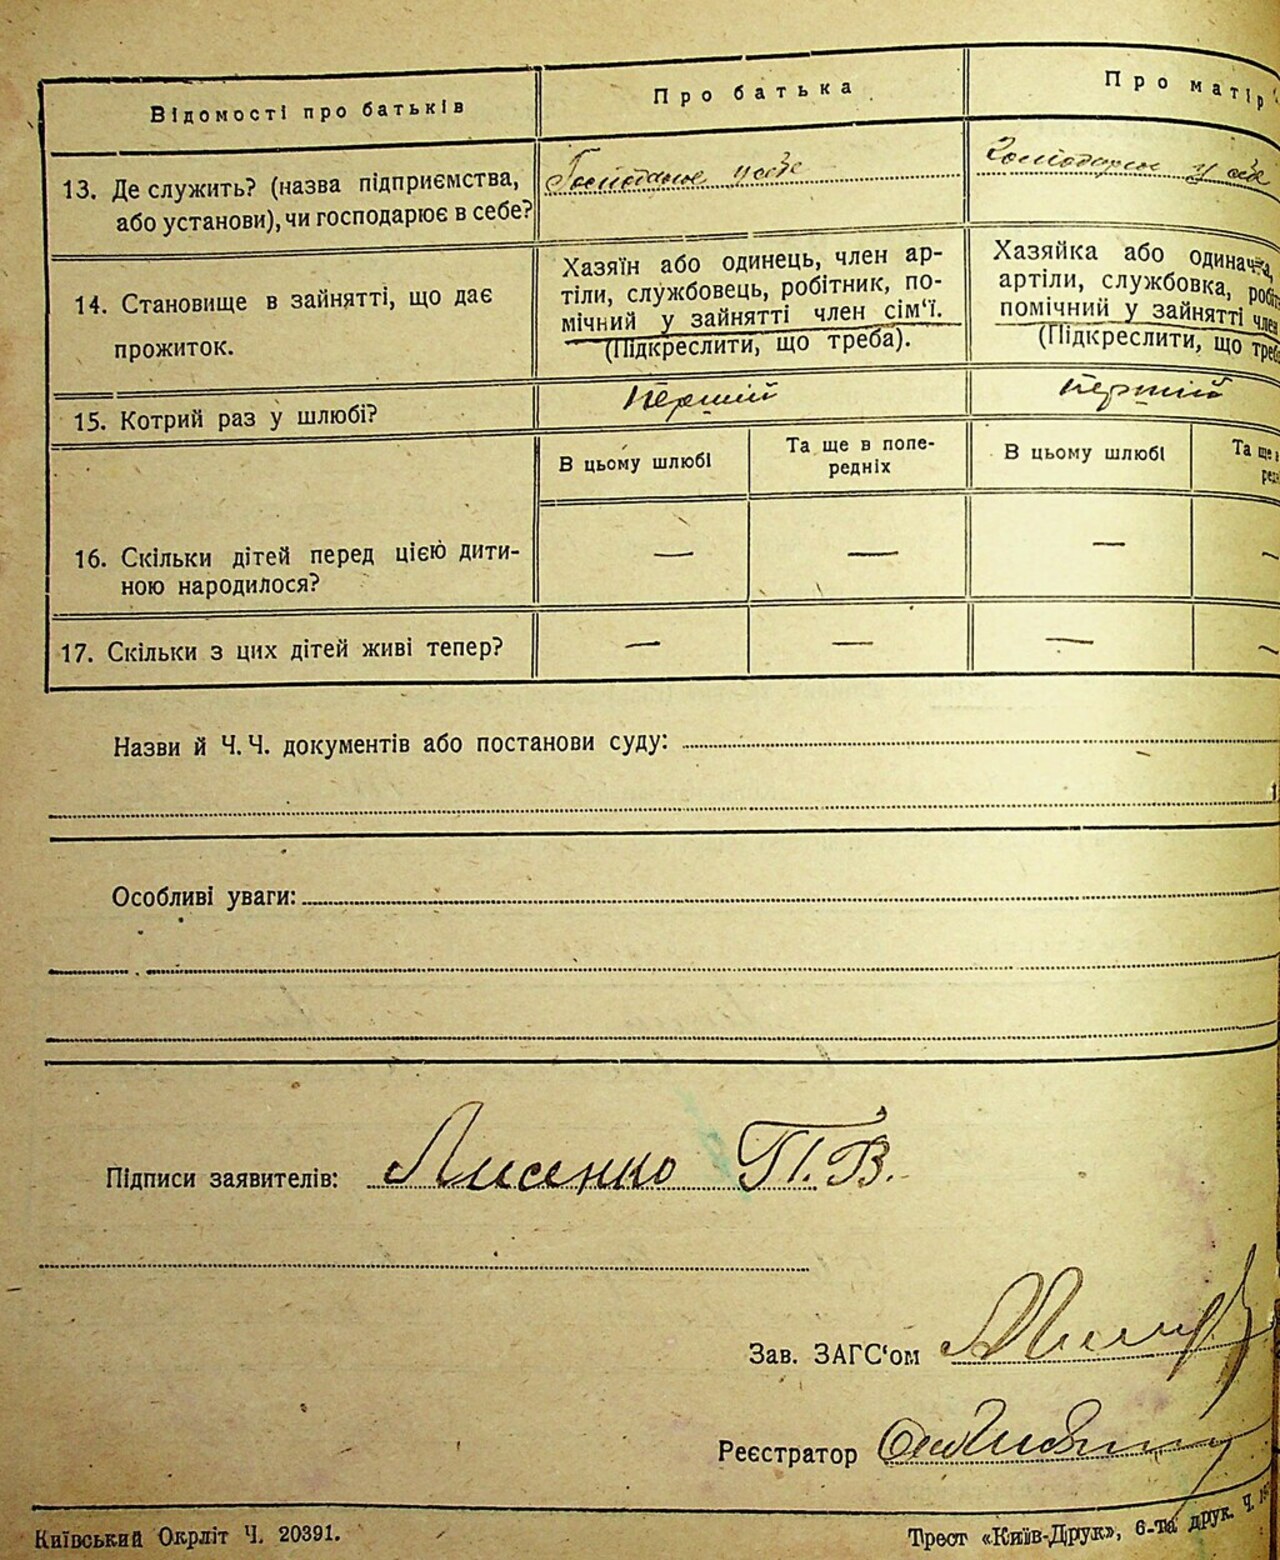 Відомості про батьків
Про батька
Про матір
13. Де служить? (назва підприємства,
або установи), чи господарює в себе?
14. Становище в зайнятті, що дає
прожиток.
Хазяїн або одинець, член ар-
тіли, службовець, робітник, по-
мічний у зайнятті член сім‘ї.
(Підкреслити, що треба).
Хазяйка або одиначка,
артіли, службовка,
помічний у зайнятті член
(Підкреслити, що треба
15. Котрий раз у шлюбі?
Перший
Перший
В цьому шлюбі
Та ще в попе-
редніх
В цьому шлюбі
Та ще в
16. Скільки дітей перед цією дити-
ною народилося?
— — — —
17. Скільки з цих дітей живі тепер?
— — — —
Назви й Ч. Ч. документів або постанови суду:
Особливі уваги:
Підписи заявителів: Лисенко П. В.
Зав. ЗАГС‘ом
Реєстратор
Київський Окрліт Ч. 20391.
Трест «Київ-Друк», 6-та друк. Ч.